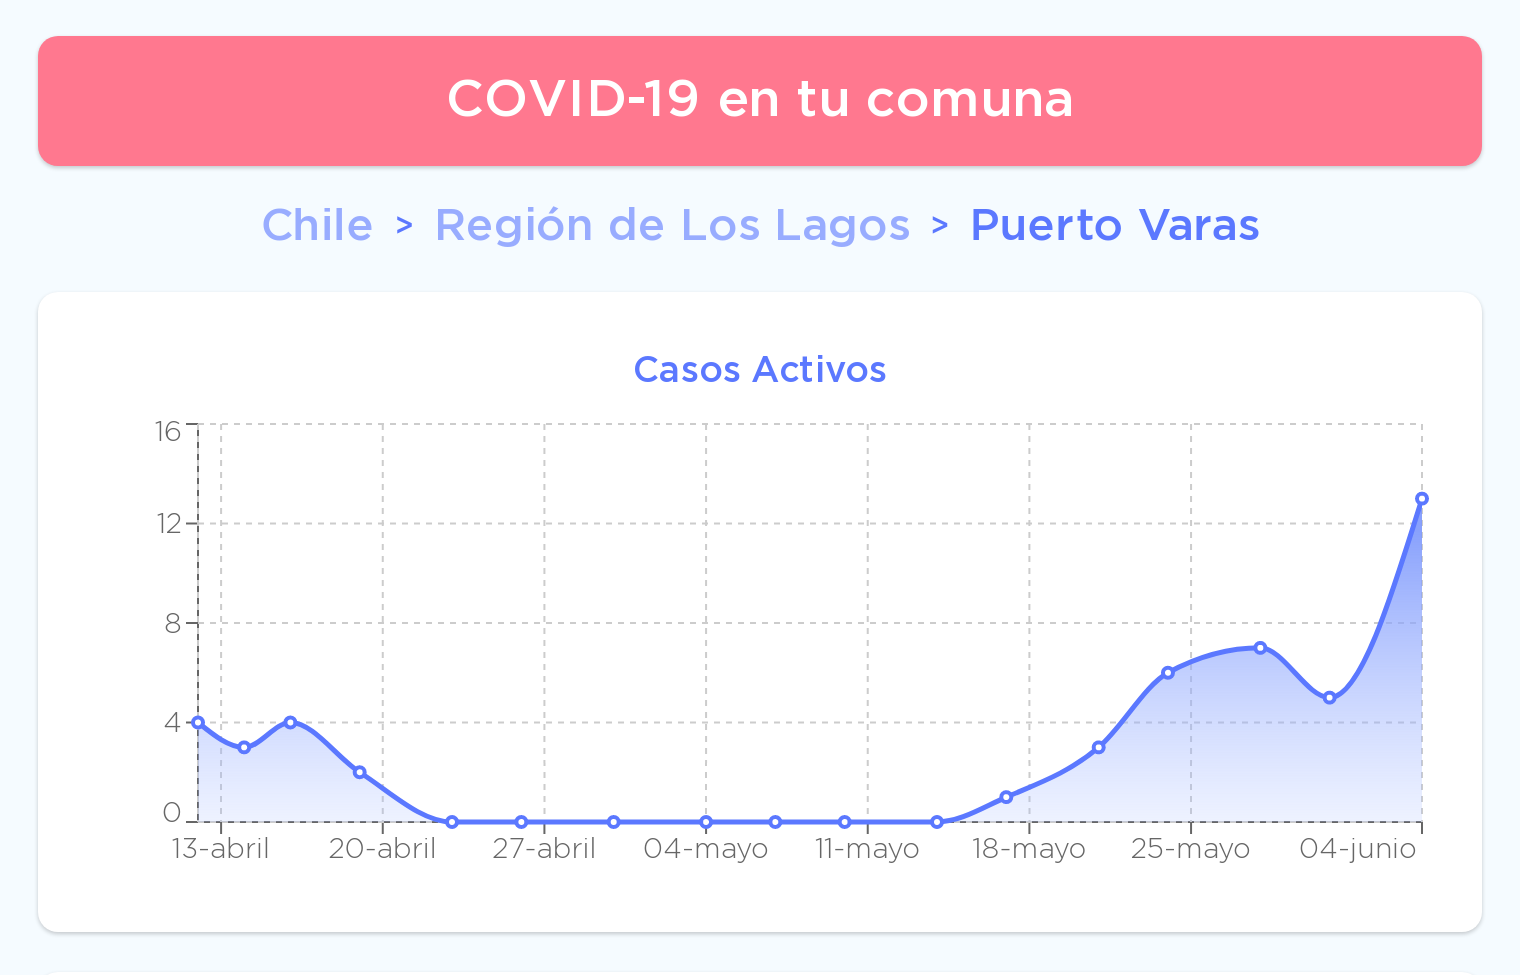 COVID-19 en tu comuna
Chile > Región de Los Lagos > Puerto Varas
Casos Activos
16
12
8
4
0
13-abril 20-abril 27-abril 04-mayo 11-mayo 18-mayo 25-mayo 04-junio